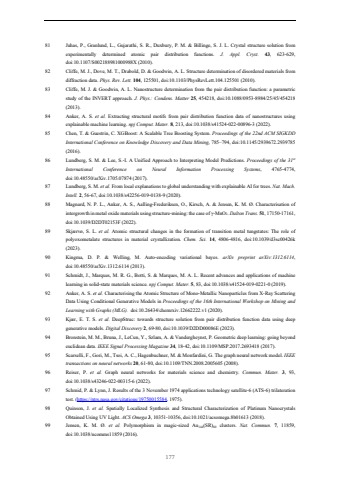 81 Juhas, P., Granlund, L., Gujarathi, S. R., Duxbury, P. M. & Billinge, S. J. L. Crystal structure solution from
experimentally determined atomic pair distribution functions. J. Appl. Cryst. 43, 623-629,
doi:10.1107/S002188981000988X (2010).
82 Cliffe, M. J., Dove, M. T., Drabold, D. & Goodwin, A. L. Structure determination of disordered materials from
diffraction data. Phys. Rev. Lett. 104, 125501, doi:10.1103/PhysRevLett.104.125501 (2010).
83 Cliffe, M. J. & Goodwin, A. L. Nanostructure determination from the pair distribution function: a parametric
study of the INVERT approach. J. Phys.: Condens. Matter 25, 454218, doi:10.1088/0953-8984/25/45/454218
(2013).
84 Anker, A. S. et al. Extracting structural motifs from pair distribution function data of nanostructures using
explainable machine learning. npj Comput. Mater. 8, 213, doi:10.1038/s41524-022-00896-3 (2022).
85 Chen, T. & Guestrin, C. XGBoost: A Scalable Tree Boosting System. Proceedings of the 22nd ACM SIGKDD
International Conference on Knowledge Discovery and Data Mining, 785–794, doi:10.1145/2939672.2939785
(2016).
86 Lundberg, S. M. & Lee, S.-I. A Unified Approach to Interpreting Model Predictions. Proceedings of the 31st
International Conference on Neural Information Processing Systems, 4765-4774,
doi:10.48550/arXiv.1705.07874 (2017).
87 Lundberg, S. M. et al. From local explanations to global understanding with explainable AI for trees. Nat. Mach.
Intell. 2, 56-67, doi:10.1038/s42256-019-0138-9 (2020).
88 Magnard, N. P. L., Anker, A. S., Aalling-Frederiksen, O., Kirsch, A. & Jensen, K. M. Ø. Characterisation of
intergrowth in metal oxide materials using structure-mining: the case of γ-MnO₂. Dalton Trans. 51, 17150-17161,
doi:10.1039/D2DT02153F (2022).
89 Skjærvø, S. L. et al. Atomic structural changes in the formation of transition metal tungstates: The role of
polyoxometalate structures in material crystallization. Chem. Sci. 14, 4806-4816, doi:10.1039/d3sc00426k
(2023).
90 Kingma, D. P. & Welling, M. Auto-encoding variational bayes. arXiv preprint arXiv:1312.6114,
doi:10.48550/arXiv.1312.6114 (2013).
91 Schmidt, J., Marques, M. R. G., Botti, S. & Marques, M. A. L. Recent advances and applications of machine
learning in solid-state materials science. npj Comput. Mater. 5, 83, doi:10.1038/s41524-019-0221-0 (2019).
92 Anker, A. S. et al. Characterising the Atomic Structure of Mono-Metallic Nanoparticles from X-Ray Scattering
Data Using Conditional Generative Models in Proceedings of the 16th International Workshop on Mining and
Learning with Graphs (MLG). doi:10.26434/chemrxiv.12662222.v1 (2020).
93 Kjær, E. T. S. et al. DeepStruc: towards structure solution from pair distribution function data using deep
generative models. Digital Discovery 2, 69-80, doi:10.1039/D2DD00086E (2023).
94 Bronstein, M. M., Bruna, J., LeCun, Y., Szlam, A. & Vandergheynst, P. Geometric deep learning: going beyond
euclidean data. IEEE Signal Processing Magazine 34, 18-42, doi:10.1109/MSP.2017.2693418 (2017).
95 Scarselli, F., Gori, M., Tsoi, A. C., Hagenbuchner, M. & Monfardini, G. The graph neural network model. IEEE
transactions on neural networks 20, 61-80, doi:10.1109/TNN.2008.2005605 (2008).
96 Reiser, P. et al. Graph neural networks for materials science and chemistry. Commun. Mater. 3, 93,
doi:10.1038/s43246-022-00315-6 (2022).
97 Schmid, P. & Lynn, J. Results of the 3 November 1974 applications technology satellite-6 (ATS-6) trilateration
test. (https://ntrs.nasa.gov/citations/19750015584, 1975).
98 Quinson, J. et al. Spatially Localized Synthesis and Structural Characterization of Platinum Nanocrystals
Obtained Using UV Light. ACS Omega 3, 10351-10356, doi:10.1021/acsomega.8b01613 (2018).
99 Jensen, K. M. Ø. et al. Polymorphism in magic-sized Au₁₄₄(SR)₆₀ clusters. Nat. Commun. 7, 11859,
doi:10.1038/ncomms11859 (2016).
177